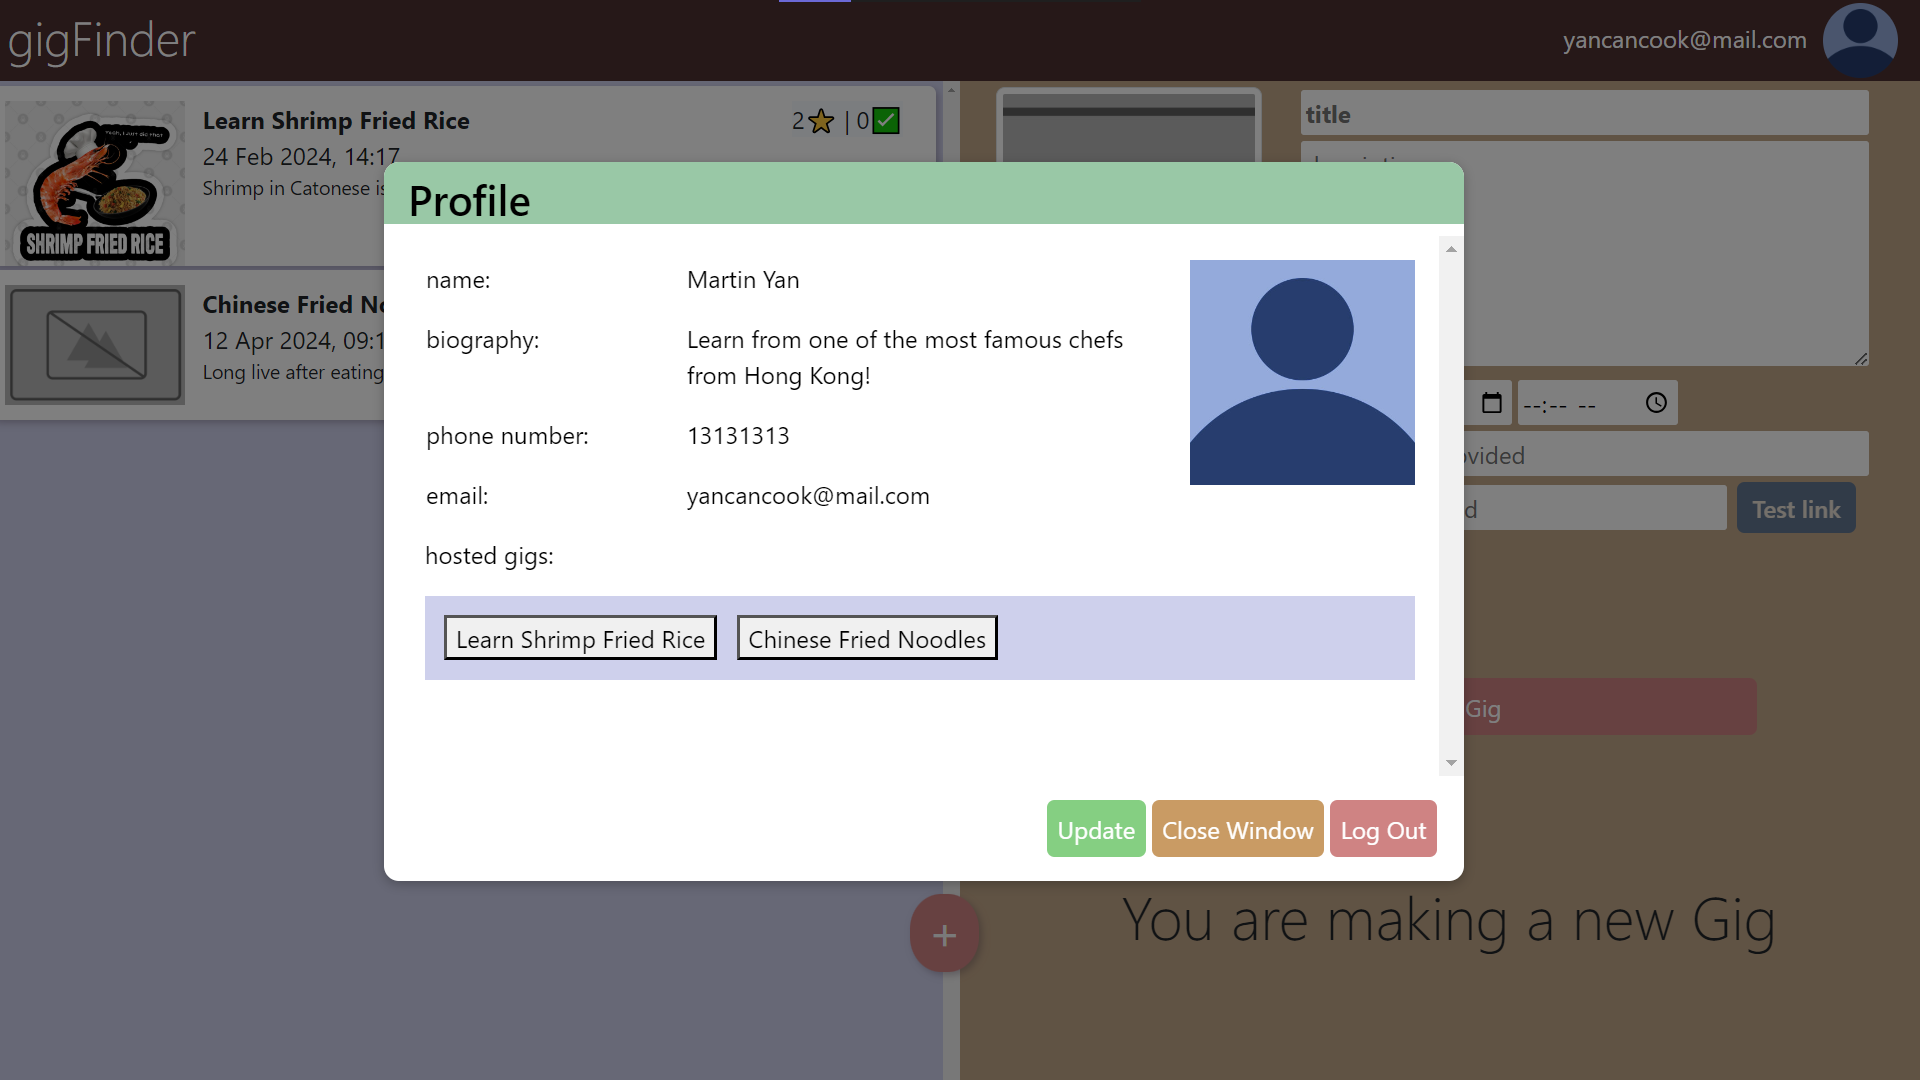 gigFinder
yancancook@mail.com
Learn Shrimp Fried Rice
2 | 0
24 Feb 2024, 14:17
Shrimp in Catonese is
SHRIMP FRIED RICE
Chinese Fried No
12 Apr 2024, 09:1
Long live after eating
title
--:-- --
ovided
d
Test link
Gig
You are making a new Gig
+
Profile
name: Martin Yan
biography: Learn from one of the most famous chefs
from Hong Kong!
phone number: 13131313
email: yancancook@mail.com
hosted gigs:
Learn Shrimp Fried Rice Chinese Fried Noodles
Update Close Window Log Out